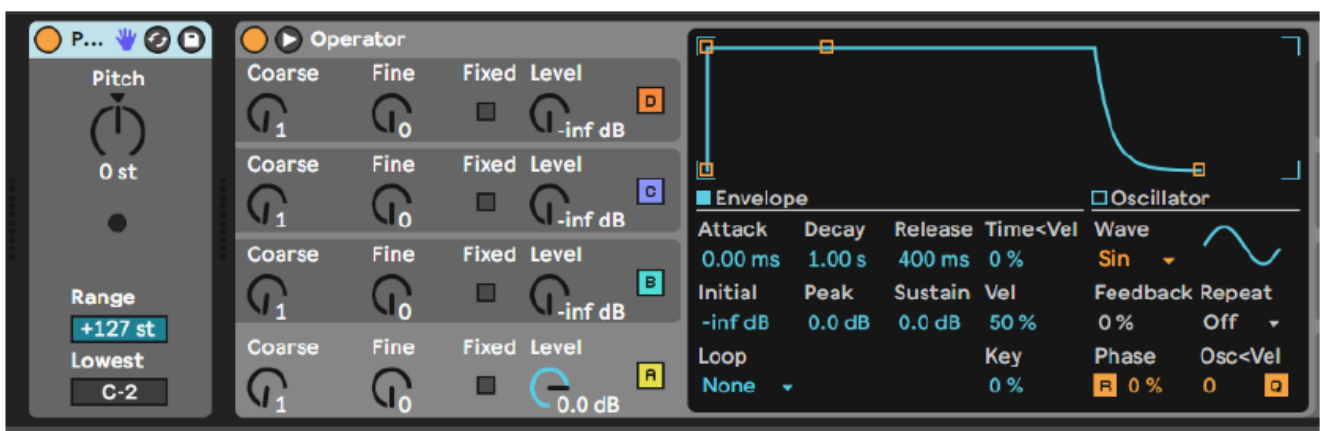 P...
Pitch
0 st
Range
+127 st
Lowest
C-2
Operator
Coarse Fine Fixed Level
1 0 -inf dB D
Coarse Fine Fixed Level
1 0 -inf dB C
Coarse Fine Fixed Level
1 0 -inf dB B
Coarse Fine Fixed Level
1 0 0.0 dB A
Envelope Oscillator
Attack Decay Release Time<Vel Wave
0.00 ms 1.00 s 400 ms 0 % Sin
Initial Peak Sustain Vel Feedback Repeat
-inf dB 0.0 dB 0.0 dB 50 % 0 % Off
Loop Key Phase Osc<Vel
None 0 % R 0 % 0 Q